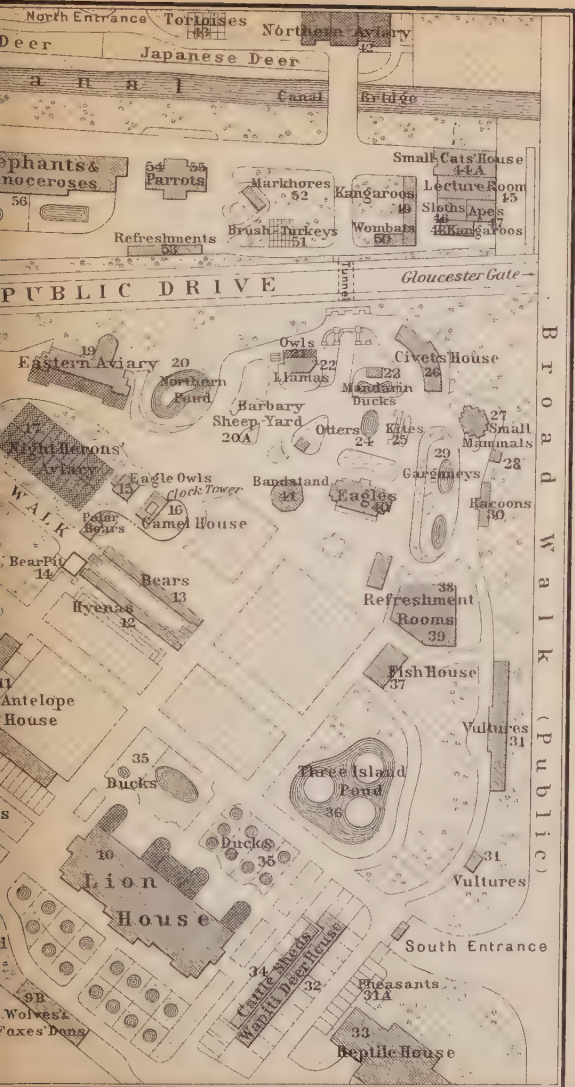 North Entrance
Tortoises
43
Northern Aviary
42
Deer
Japanese Deer
anal
Canal Bridge
ephants &
noceroses
56
54 55
Parrots
Markhores
52
Kangaroos
49
Small Cats' House
44A
Lecture Room
45
Sloths
46
Apes
47
48 Kangaroos
Refreshments
53
Brush-Turkeys
51
Wombats
50
PUBLIC DRIVE
Tunnel
Gloucester Gate→
19
Eastern Aviary
20
Northern
Pond
Owls
21
22
Llamas
23
Mandarin
Ducks
Civets House
26
Barbary
Sheep-Yard
20A
Otters
24
Kites
25
27
Small
Mammals
28
17
Night Herons'
Aviary
Eagle Owls
15
Clock Tower
16
Camel House
Bandstand
41
Eagles
40
29
Garganeys
Racoons
30
WALK
Polar
Bears
Bear Pit
14
Bears
13
Hyenas
12
38
Refreshment
Rooms
39
Fish House
37
11
Antelope
House
Vultures
31
35
Ducks
Three Island
Pond
36
Ducks
35
10
Lion
House
31
Vultures
South Entrance
34
Cattle Sheds
Wapiti Deer House
32
Pheasants
31A
33
Reptile House
9B
Wolves' &
Foxes' Dens
Broad Walk (Public)
s
d